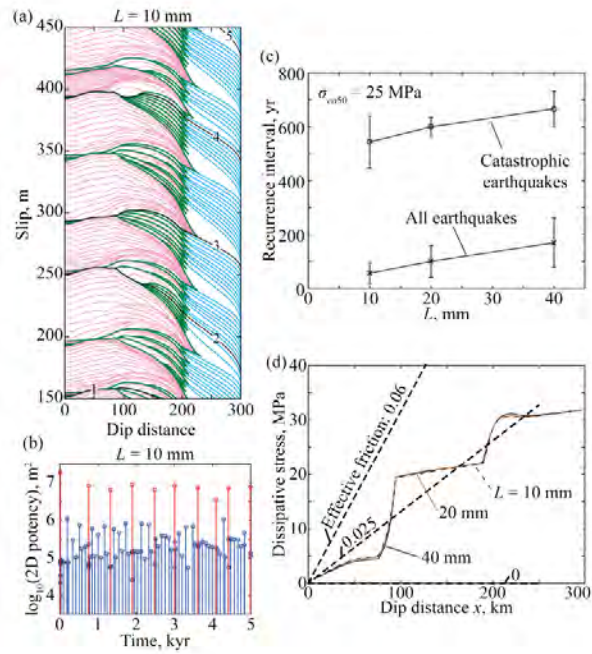 (a)
L = 10 mm
450
400
350
300
250
200
150
Slip, m
0
100
200
300
Dip distance
1
2
3
4
5
(b)
L = 10 mm
7
6
5
4
log10(2D potency), m²
0
1
2
3
4
5
Time, kyr
(c)
800
600
400
200
0
Recurrence interval, yr
Catastrophic
earthquakes
All earthquakes
0
10
20
30
40
L, mm
(d)
40
30
20
10
0
Dissipative stress, MPa
Effective friction: 0.06
0.025
L = 10 mm
20 mm
40 mm
0
0
100
200
300
Dip distance x, km